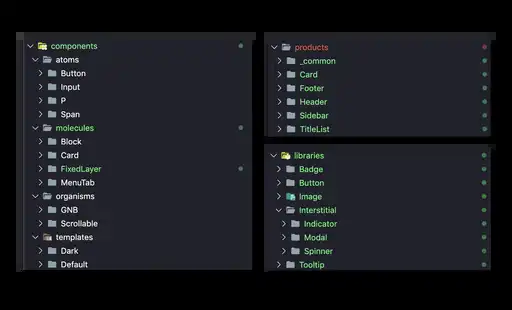 components
atoms
Button
Input
P
Span
molecules
Block
Card
FixedLayer
MenuTab
organisms
GNB
Scrollable
templates
Dark
Default
products
_common
Card
Footer
Header
Sidebar
TitleList
libraries
Badge
Button
Image
Interstitial
Indicator
Modal
Spinner
Tooltip